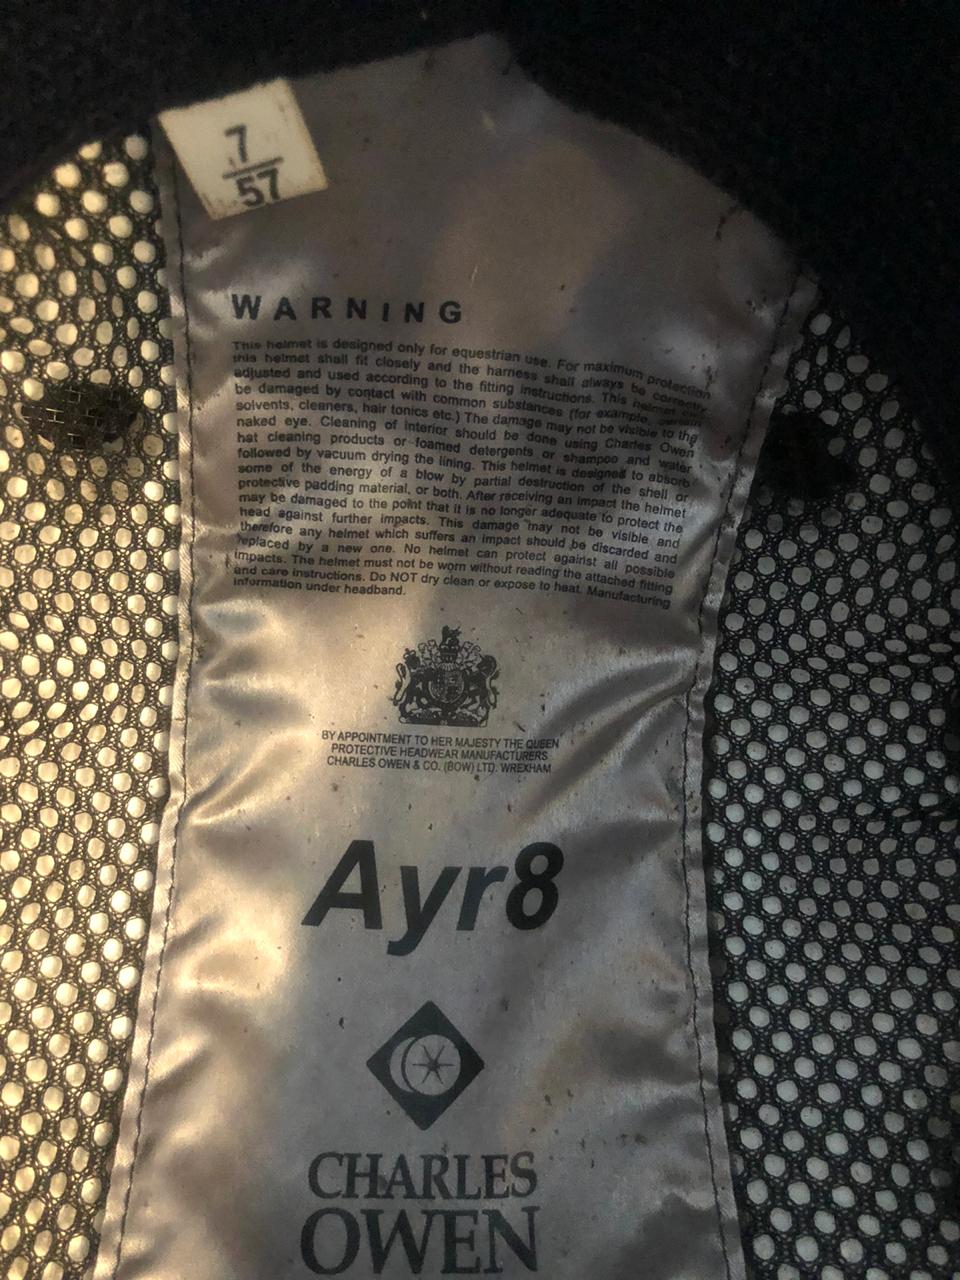 7
57
WARNING
This helmet is designed only for equestrian use. For maximum protection
this helmet shall fit closely and the harness shall always be correctly
adjusted and used according to the fitting instructions. This helmet can
be damaged by contact with common substances (for example, certain
solvents, cleaners, hair tonics etc.) The damage may not be visible to the
naked eye. Cleaning of interior should be done using Charles Owen
hat cleaning products or foamed detergents or shampoo and water
followed by vacuum drying the lining. This helmet is designed to absorb
some of the energy of a blow by partial destruction of the shell or
protective padding material, or both. After receiving an impact the helmet
may be damaged to the point that it is no longer adequate to protect the
head against further impacts. This damage may not be visible and
therefore any helmet which suffers an impact should be discarded and
replaced by a new one. No helmet can protect against all possible
impacts. The helmet must not be worn without reading the attached fitting
and care instructions. Do NOT dry clean or expose to heat. Manufacturing
information under headband.
BY APPOINTMENT TO HER MAJESTY THE QUEEN
PROTECTIVE HEADWEAR MANUFACTURERS
CHARLES OWEN & CO. (BOW) LTD. WREXHAM
Ayr8
CHARLES
OWEN